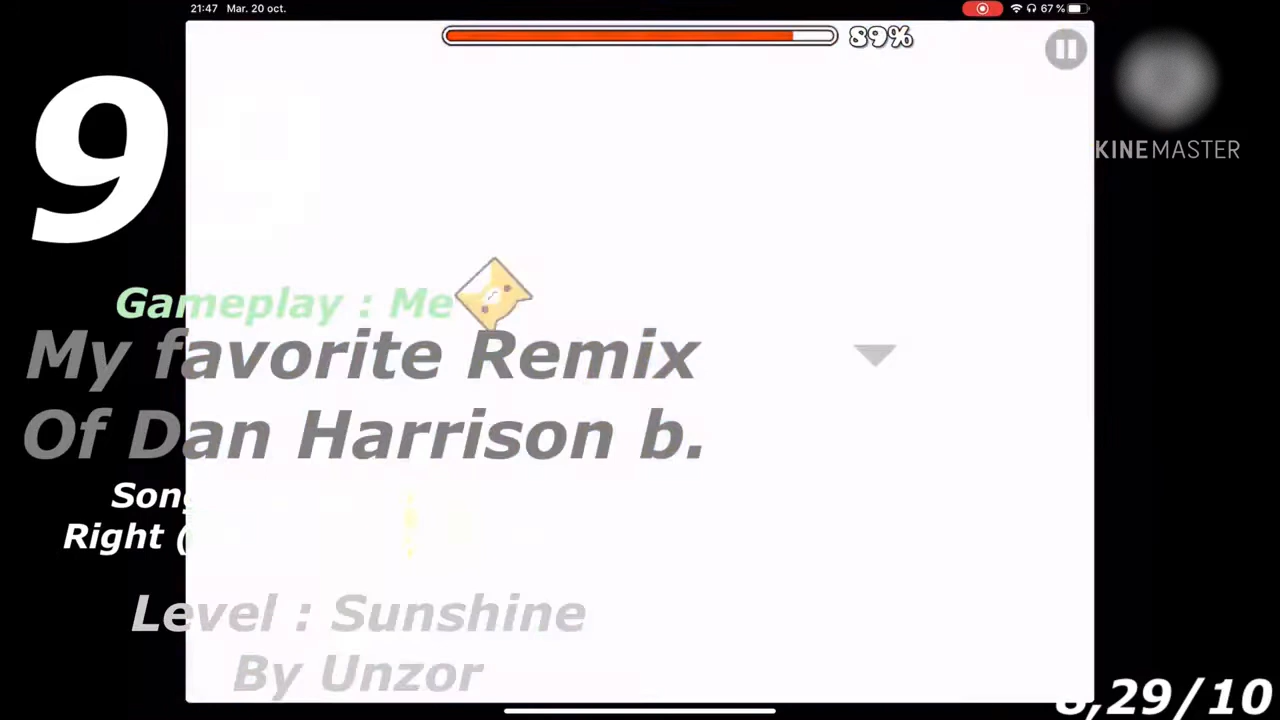 21:47 Mar. 20 oct.
67 %
89%
9
KINEMASTER
Gameplay : Me
My favorite Remix
Of Dan Harrison b.
Song
Right (
Level : Sunshine
By Unzor
8,29/10